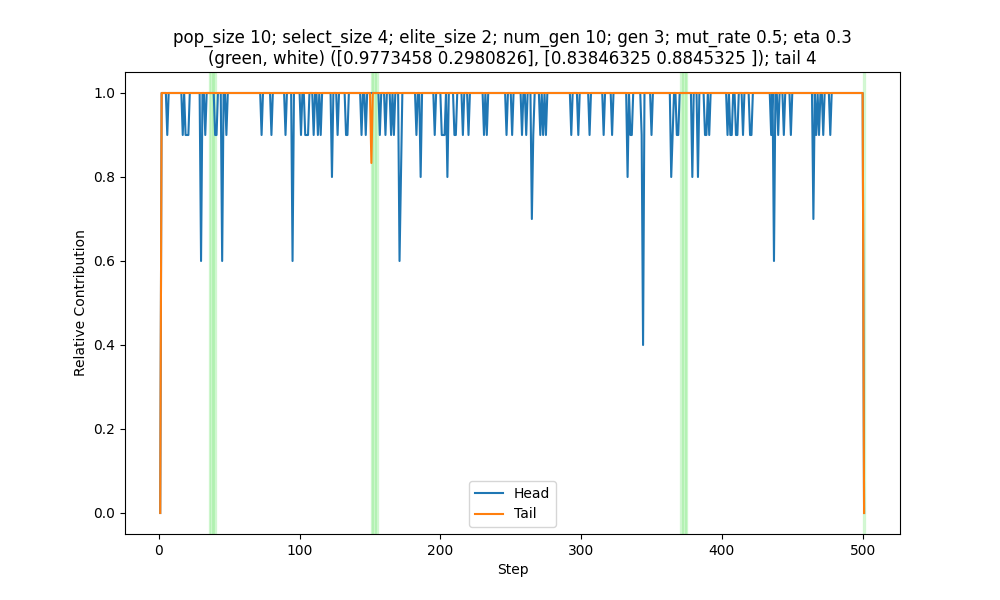 pop_size 10; select_size 4; elite_size 2; num_gen 10; gen 3; mut_rate 0.5; eta 0.3
(green, white) ([0.9773458 0.2980826], [0.83846325 0.8845325 ]); tail 4
1.0
0.8
0.6
0.4
0.2
0.0
Relative Contribution
Head
Tail
0
100
200
300
400
500
Step